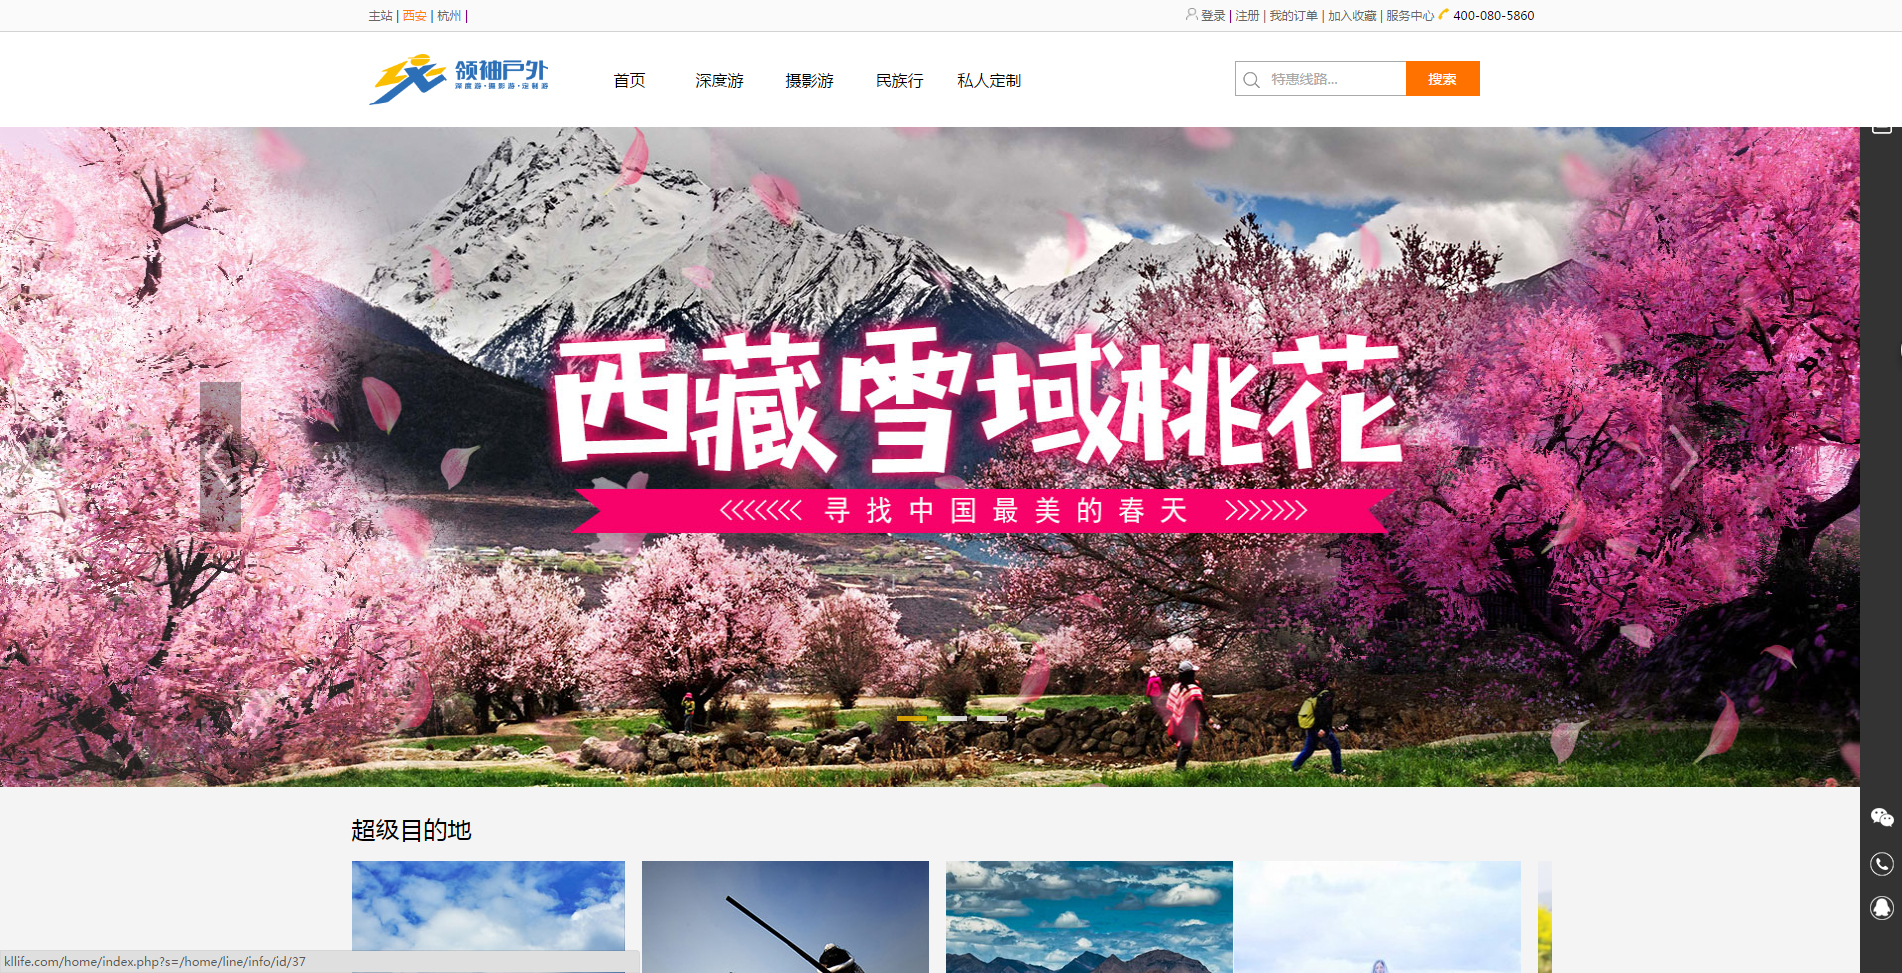 主站 | 西安 | 杭州 |
登录 | 注册 | 我的订单 | 加入收藏 | 服务中心 400-080-5860
领袖户外
深度游·摄影游·定制游
首页 深度游 摄影游 民族行 私人定制
特惠线路... 搜索
西藏雪域桃花
寻找中国最美的春天
超级目的地
kllife.com/home/index.php?s=/home/line/info/id/37